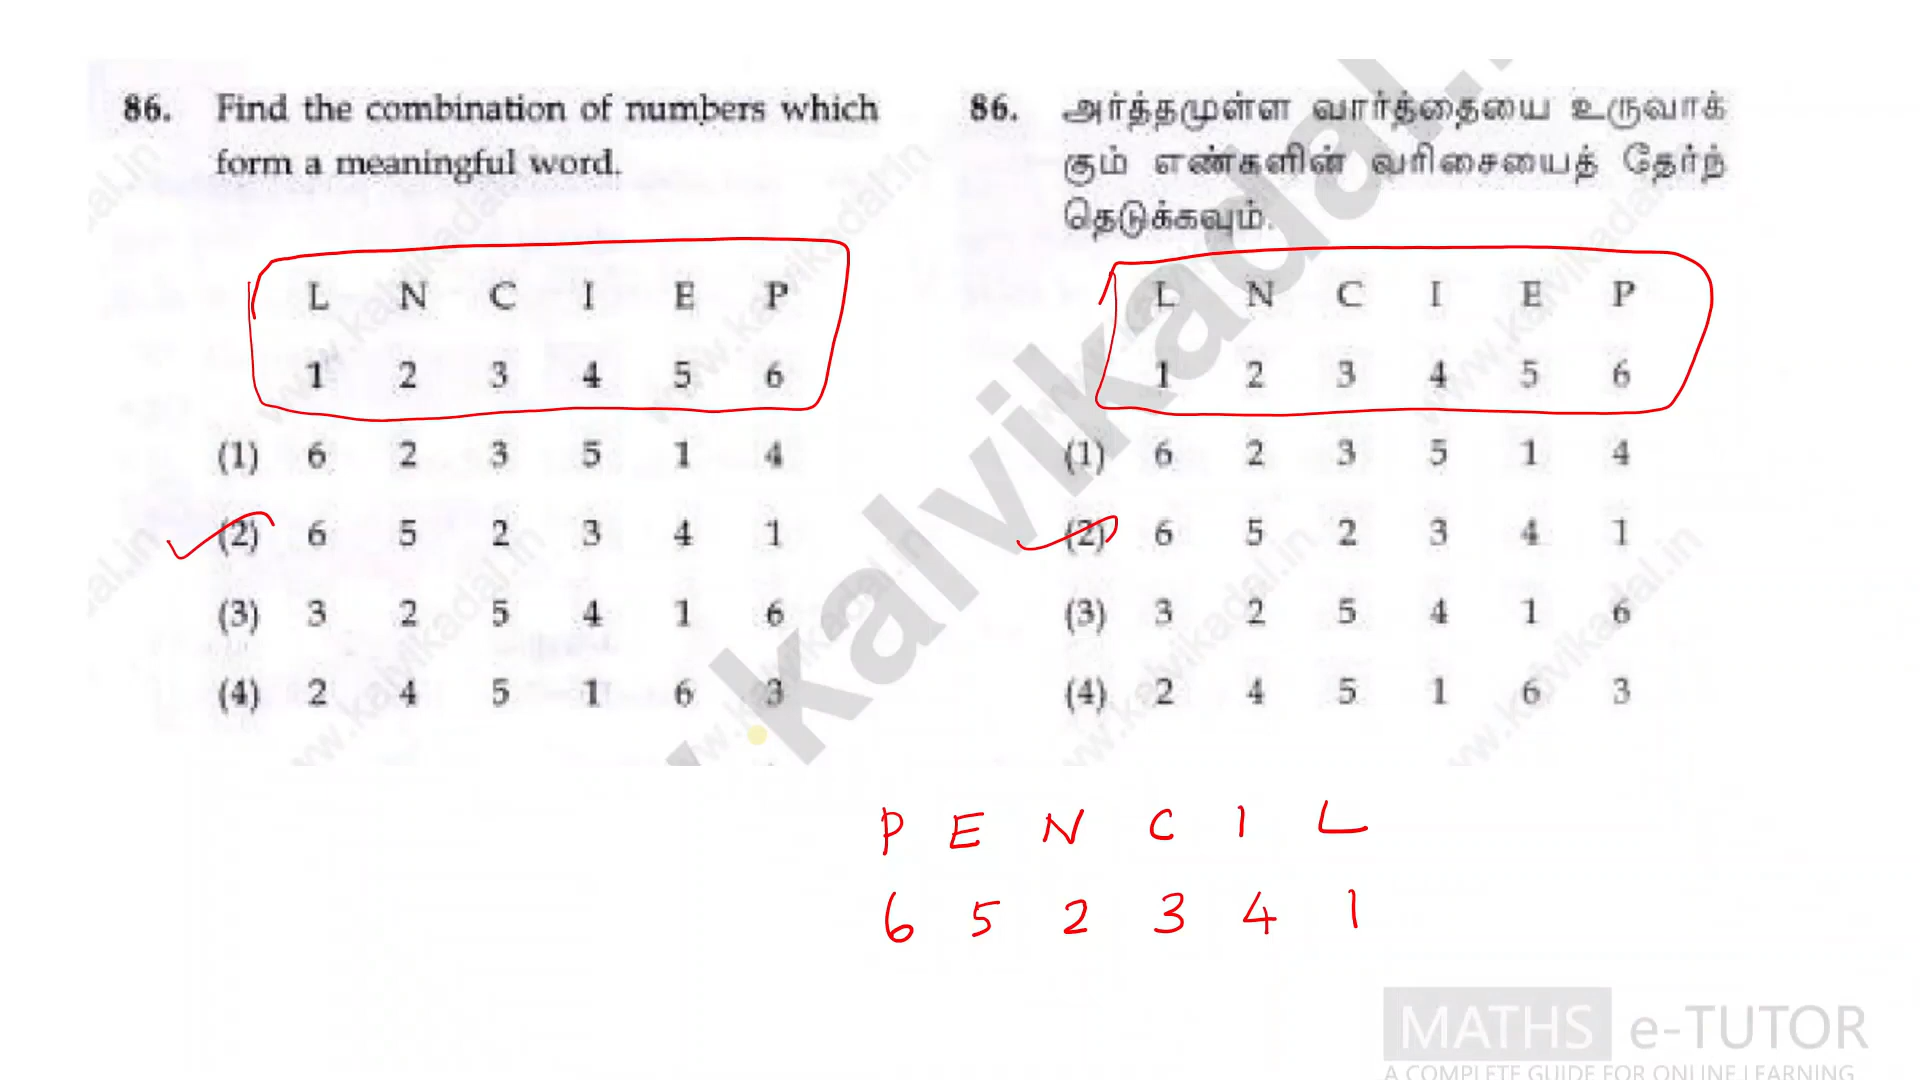 86. Find the combination of numbers which
form a meaningful word.
L N C I E P
1 2 3 4 5 6
(1) 6 2 3 5 1 4
(2) 6 5 2 3 4 1
(3) 3 2 5 4 1 6
(4) 2 4 5 1 6 3
86. அர்த்தமுள்ள வார்த்தையை உருவாக்
கும் எண்களின் வரிசையைத் தேர்ந்
தெடுக்கவும்.
L N C I E P
1 2 3 4 5 6
(1) 6 2 3 5 1 4
(2) 6 5 2 3 4 1
(3) 3 2 5 4 1 6
(4) 2 4 5 1 6 3
P E N C I L
6 5 2 3 4 1
MATHS e-TUTOR
A COMPLETE GUIDE FOR ONLINE LEARNING